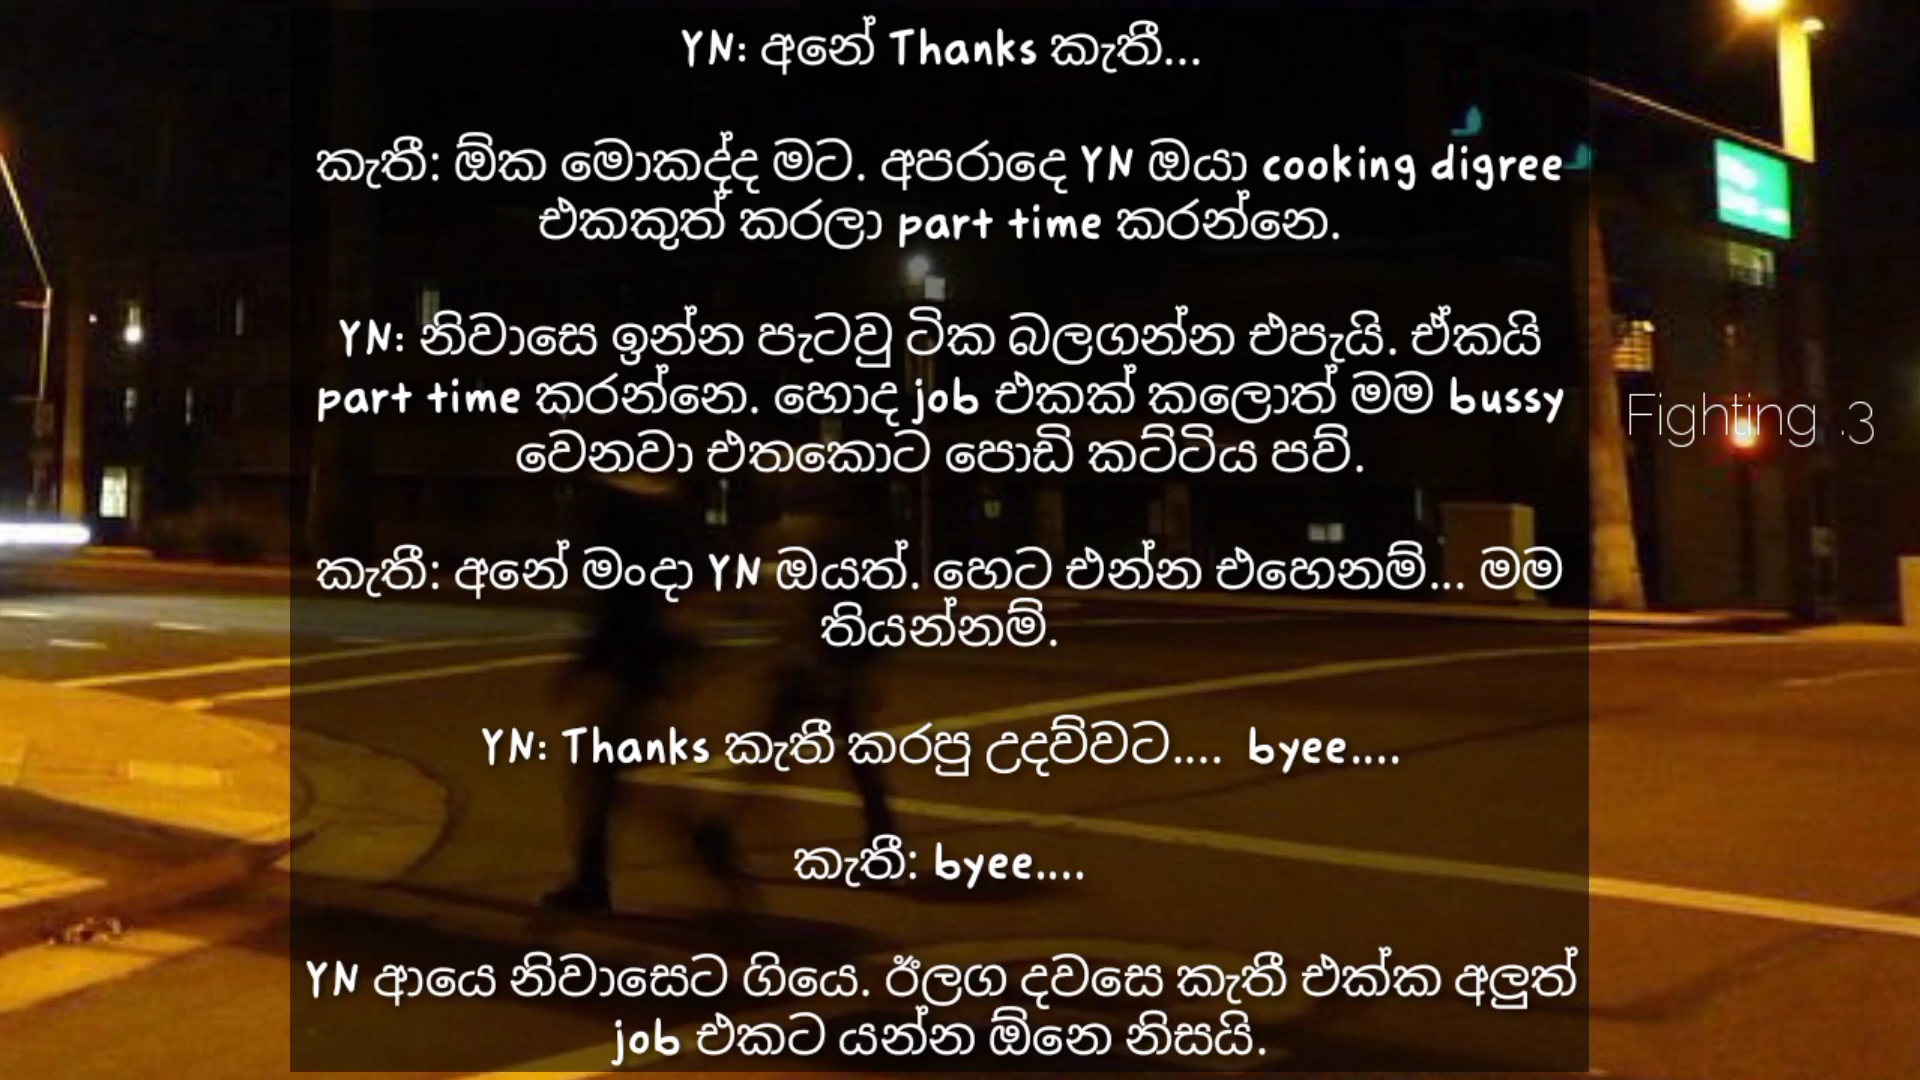 YN: අනේ Thanks කැතී...
කැතී: ඕක මොකද්ද මට. අපරාදෙ YN ඔයා cooking digree
එකකුත් කරලා part time කරන්නෙ.
YN: නිවාසෙ ඉන්න පැටවු ටික බලගන්න එපැයි. ඒකයි
part time කරන්නෙ. හොද job එකක් කලොත් මම bussy
වෙනවා එතකොට පොඩි කට්ටිය පව්.
කැතී: අනේ මංදා YN ඔයත්. හෙට එන්න එහෙනම්... මම
තියන්නම්.
YN: Thanks කැතී කරපු උදව්වට.... byee....
කැතී: byee....
YN ආයෙ නිවාසෙට ගියෙ. ඊලග දවසෙ කැතී එක්ක අලුත්
job එකට යන්න ඕනෙ නිසයි.
Fighting .3